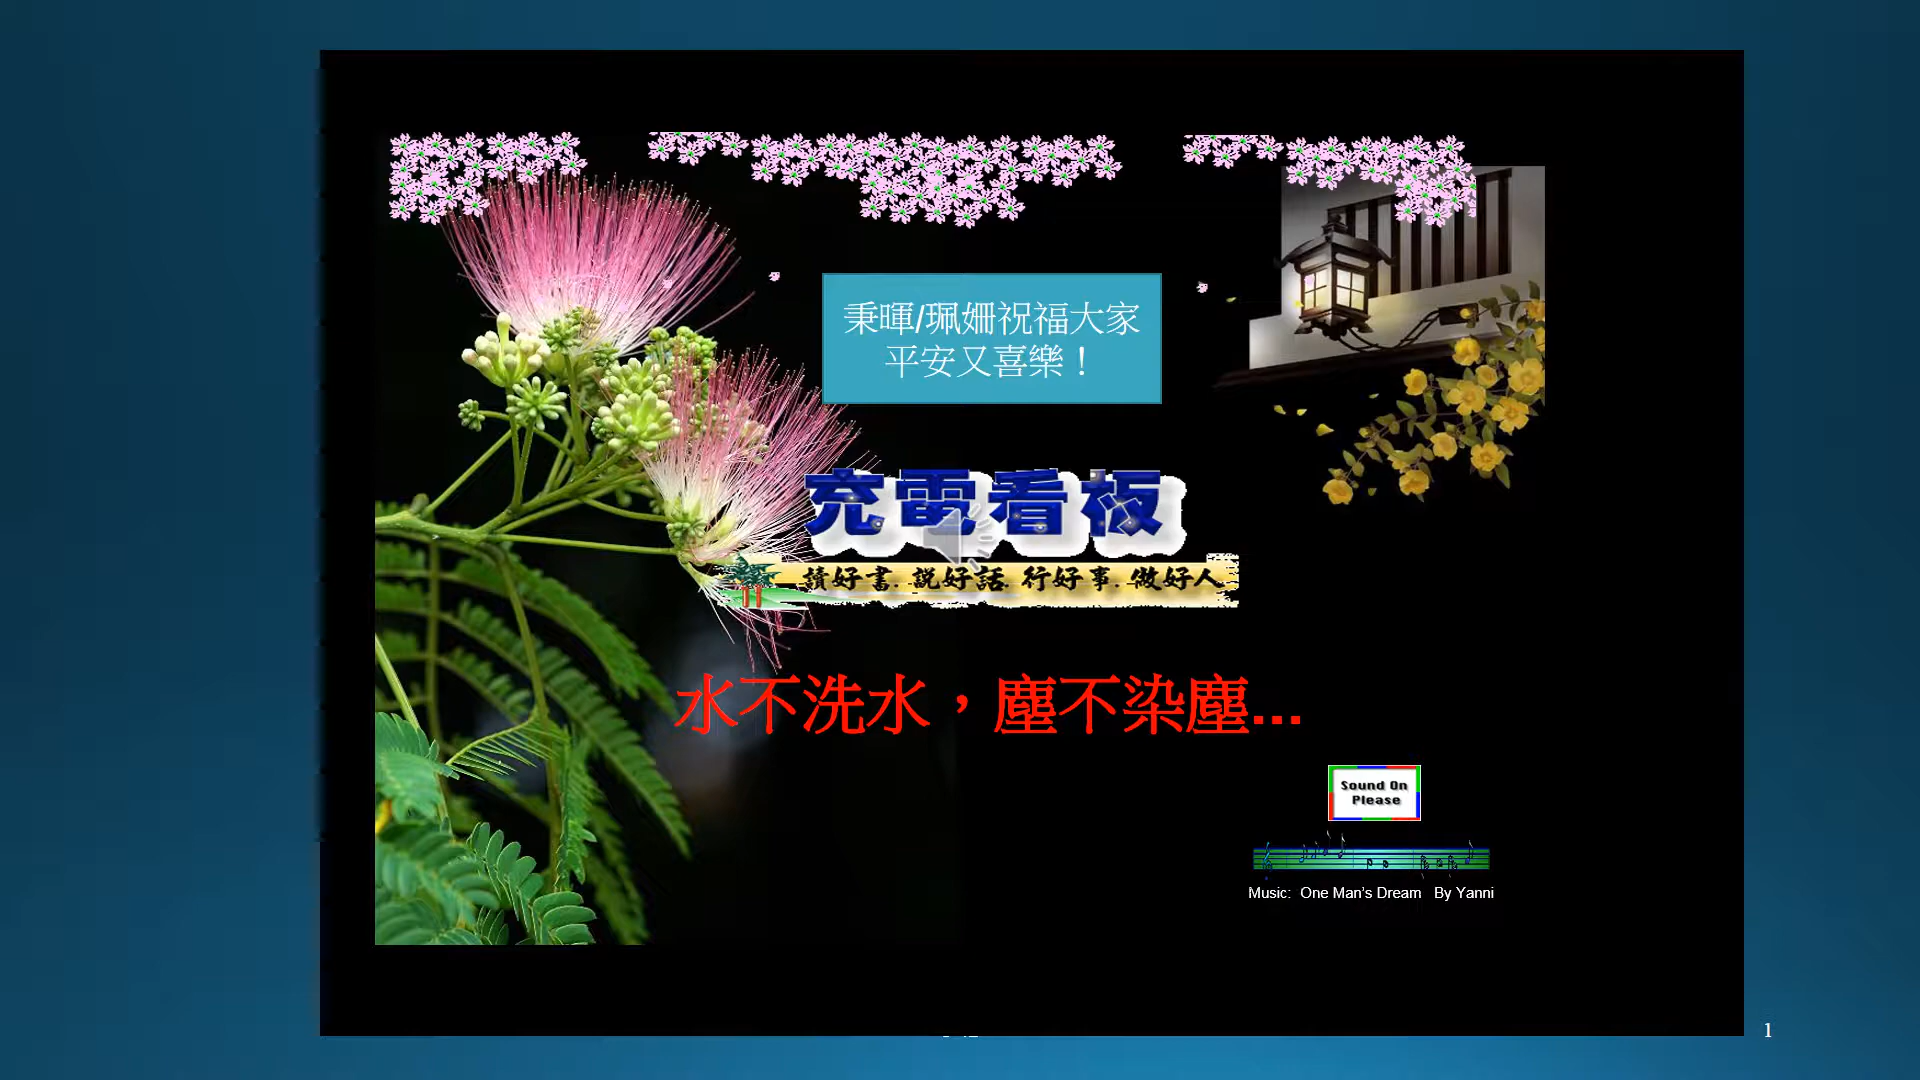 秉暉/珮姍祝福大家
平安又喜樂！
充電看板
讀好書.說好話.行好事.做好人
水不洗水，塵不染塵...
Sound On
Please
Music:  One Man’s Dream   By Yanni
1